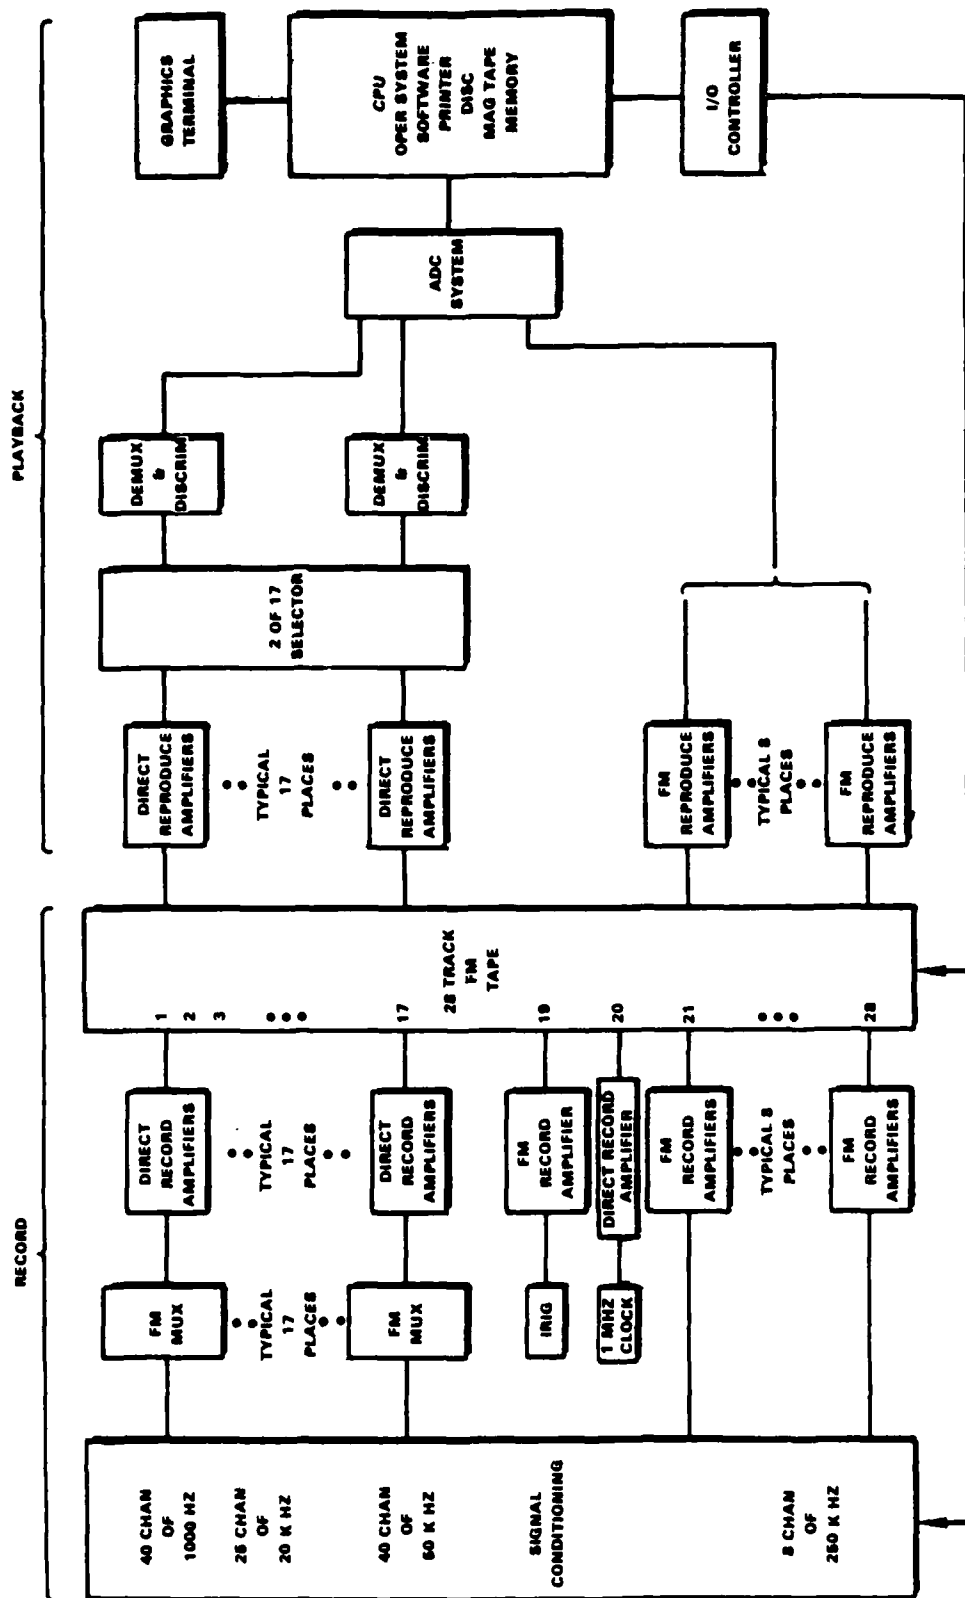 RECORD
PLAYBACK
40 CHAN
OF
1000 HZ
25 CHAN
OF
20 K HZ
40 CHAN
OF
50 K HZ
SIGNAL
CONDITIONING
8 CHAN
OF
250 K HZ
FM
MUX
TYPICAL
17
PLACES
FM
MUX
IRIG
1 MHZ
CLOCK
DIRECT
RECORD
AMPLIFIERS
TYPICAL
17
PLACES
DIRECT
RECORD
AMPLIFIERS
FM
RECORD
AMPLIFIER
DIRECT RECORD
AMPLIFIER
FM
RECORD
AMPLIFIERS
TYPICAL 8
PLACES
FM
RECORD
AMPLIFIERS
1
2
3
17
19
20
21
28
28 TRACK
FM
TAPE
DIRECT
REPRODUCE
AMPLIFIERS
TYPICAL
17
PLACES
DIRECT
REPRODUCE
AMPLIFIERS
FM
REPRODUCE
AMPLIFIERS
TYPICAL 8
PLACES
FM
REPRODUCE
AMPLIFIERS
2 OF 17
SELECTOR
DEMUX
&
DISCRIM
DEMUX
&
DISCRIM
ADC
SYSTEM
GRAPHICS
TERMINAL
CPU
OPER SYSTEM
SOFTWARE
PRINTER
DISC
MAG TAPE
MEMORY
I/O
CONTROLLER